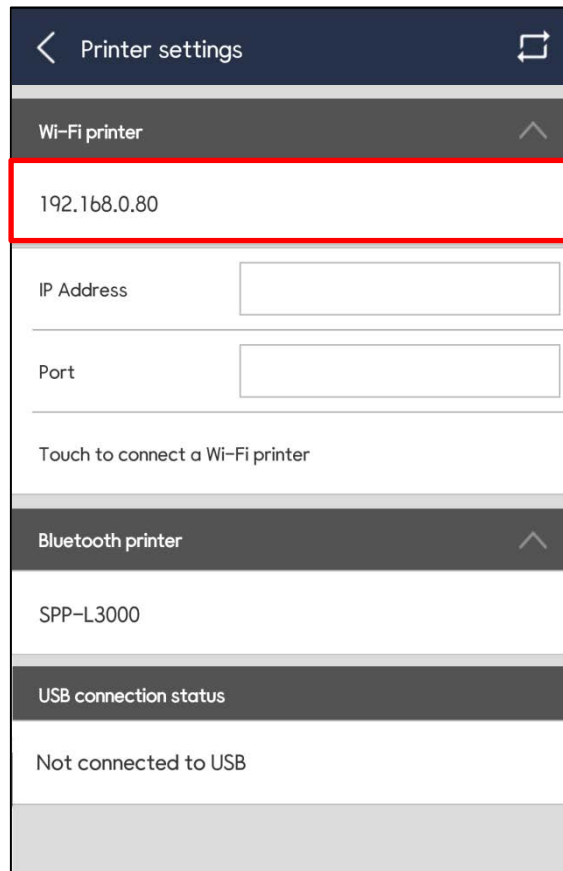 Printer settings
Wi-Fi printer
192.168.0.80
IP Address
Port
Touch to connect a Wi-Fi printer
Bluetooth printer
SPP-L3000
USB connection status
Not connected to USB